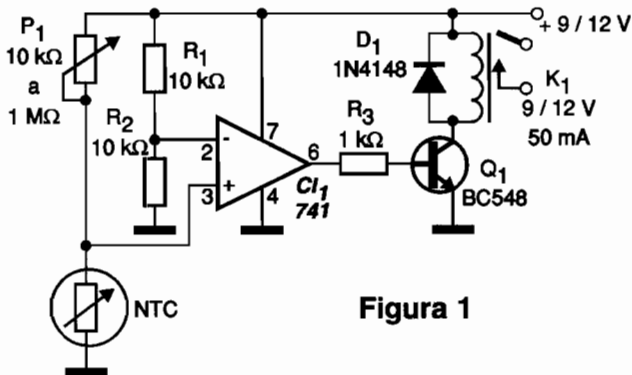 P1
10 kΩ
a
1 MΩ
R1
10 kΩ
R2
10 kΩ
2
3
-
+
7
6
4
CI1
741
R3
1 kΩ
D1
1N4148
+ 9 / 12 V
K1
9 / 12 V
50 mA
Q1
BC548
NTC
Figura 1